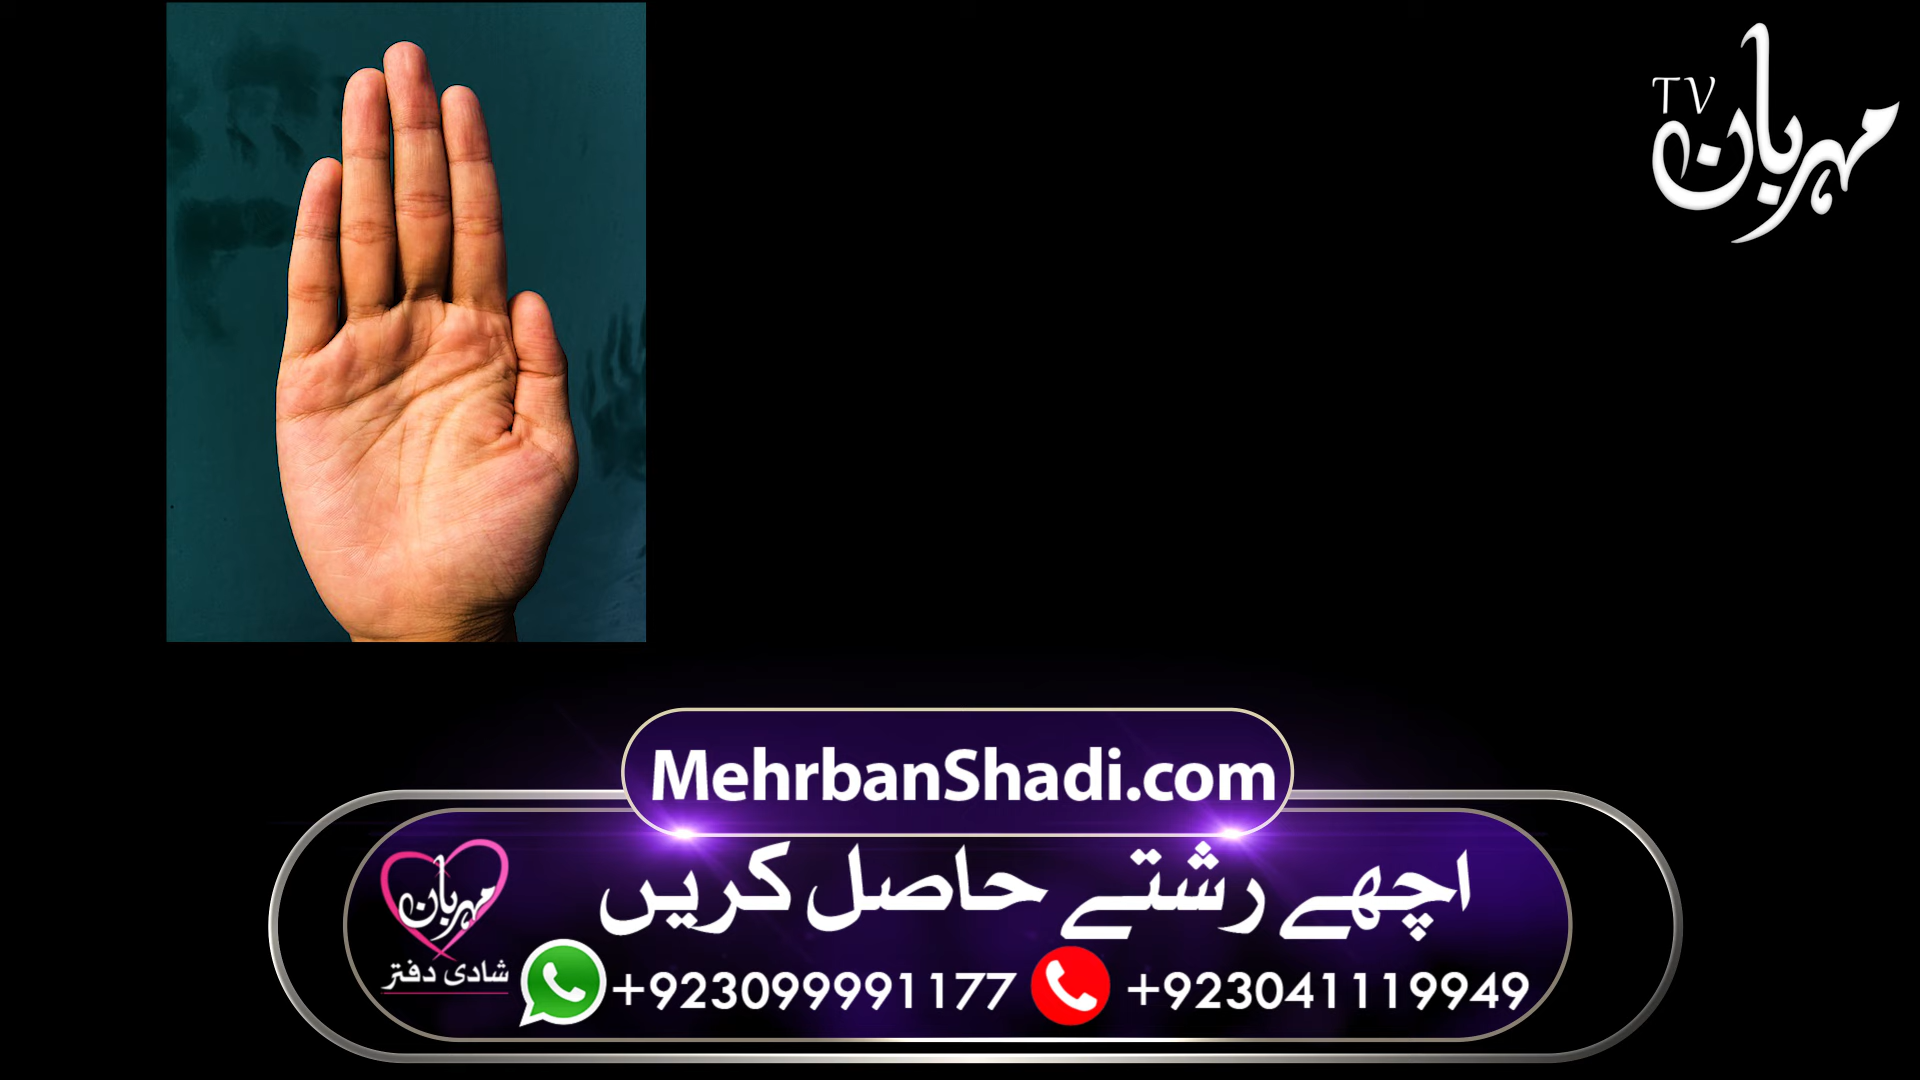 مہربان
TV
MehrbanShadi.com
اچھے رشتے حاصل کریں
مہربان
شادی دفتر
+923099991177
+923041119949